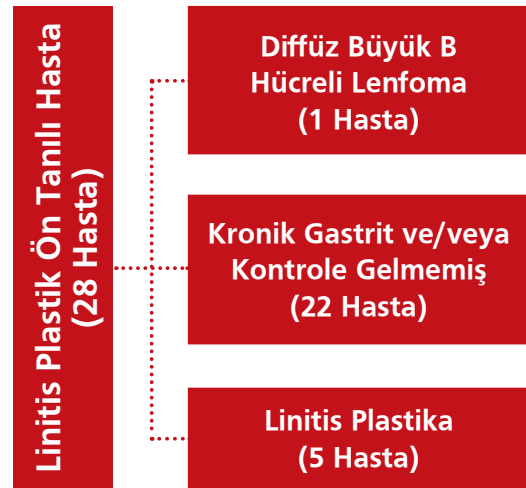 Linitis Plastik Ön Tanılı Hasta
(28 Hasta)
Diffüz Büyük B
Hücreli Lenfoma
(1 Hasta)
Kronik Gastrit ve/veya
Kontrole Gelmemiş
(22 Hasta)
Linitis Plastika
(5 Hasta)